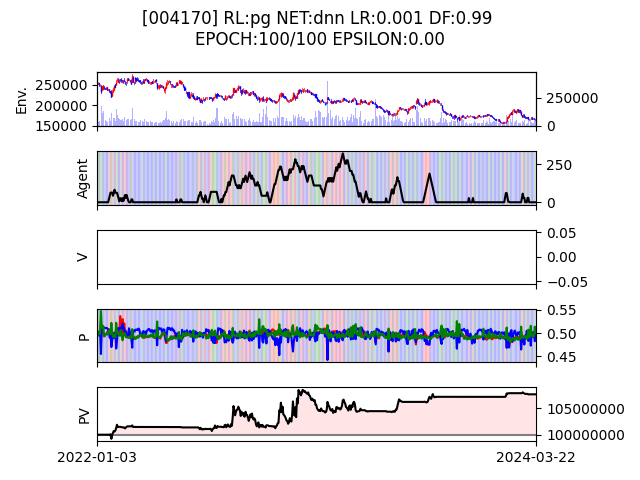 [004170] RL:pg NET:dnn LR:0.001 DF:0.99
EPOCH:100/100 EPSILON:0.00
Env.
250000
200000
150000
250000
0
Agent
250
0
V
0.05
0.00
−0.05
P
0.55
0.50
0.45
PV
105000000
100000000
2022-01-03
2024-03-22